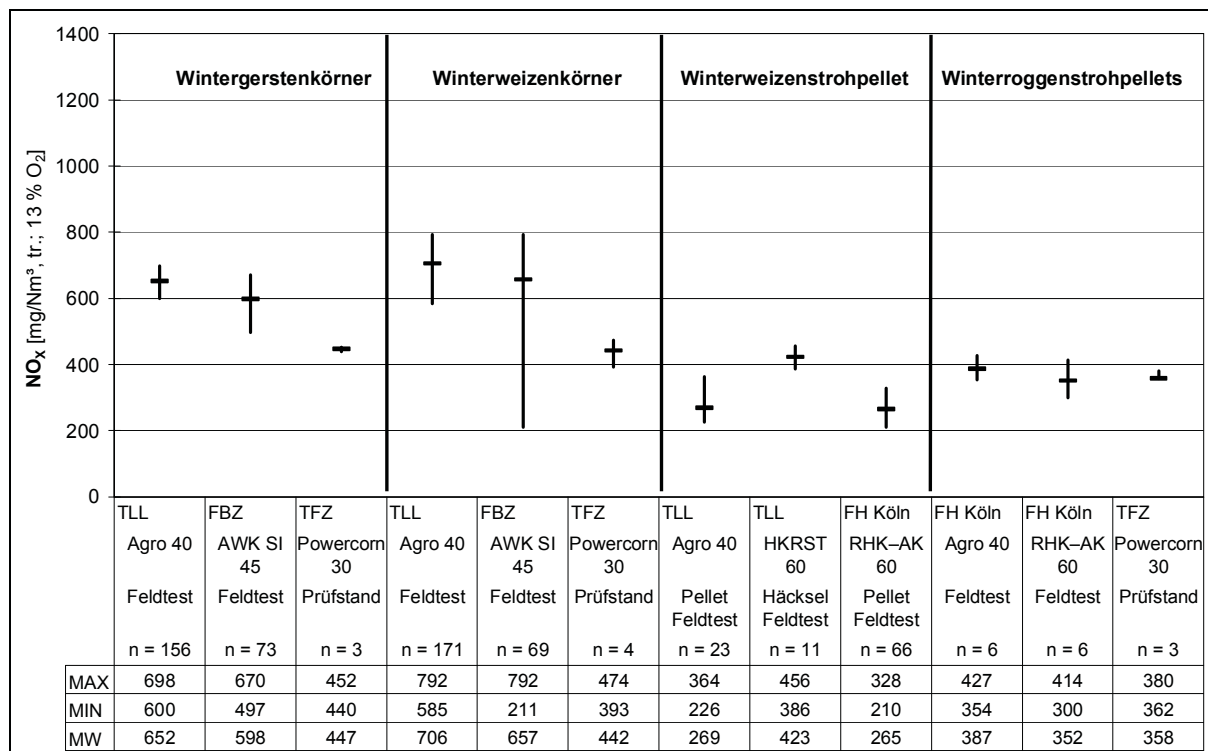 1400
Wintergerstenkörner Winterweizenkörner Winterweizenstrohpellet Winterroggenstrohpellets
1200
1000
800
600
400
200
0
NOX [mg/Nm³, tr.; 13 % O2]
TLL FBZ TFZ TLL FBZ TFZ TLL TLL FH Köln FH Köln FH Köln TFZ
Agro 40 AWK SI 45 Powercorn 30 Agro 40 AWK SI 45 Powercorn 30 Agro 40 HKRST 60 RHK–AK 60 Agro 40 RHK–AK 60 Powercorn 30
Feldtest Feldtest Prüfstand Feldtest Feldtest Prüfstand Pellet Feldtest Häcksel Feldtest Pellet Feldtest Feldtest Feldtest Prüfstand
n = 156 n = 73 n = 3 n = 171 n = 69 n = 4 n = 23 n = 11 n = 66 n = 6 n = 6 n = 3
MAX 698 670 452 792 792 474 364 456 328 427 414 380
MIN 600 497 440 585 211 393 226 386 210 354 300 362
MW 652 598 447 706 657 442 269 423 265 387 352 358